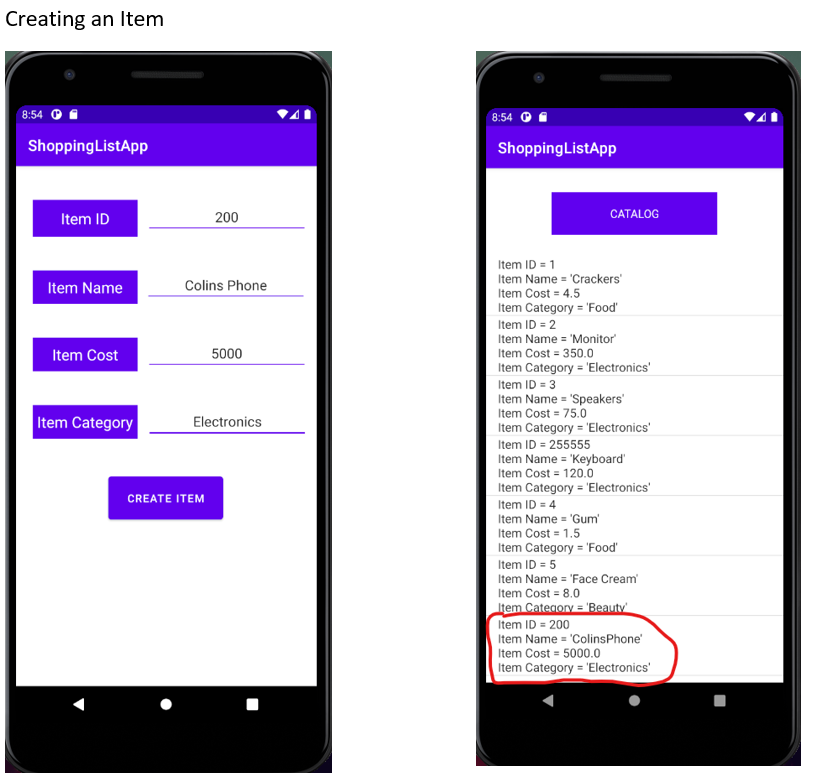 Creating an Item
8:54
ShoppingListApp
Item ID
200
Item Name
Colins Phone
Item Cost
5000
Item Category
Electronics
CREATE ITEM
8:54
ShoppingListApp
CATALOG
Item ID = 1
Item Name = 'Crackers'
Item Cost = 4.5
Item Category = 'Food'
Item ID = 2
Item Name = 'Monitor'
Item Cost = 350.0
Item Category = 'Electronics'
Item ID = 3
Item Name = 'Speakers'
Item Cost = 75.0
Item Category = 'Electronics'
Item ID = 255555
Item Name = 'Keyboard'
Item Cost = 120.0
Item Category = 'Electronics'
Item ID = 4
Item Name = 'Gum'
Item Cost = 1.5
Item Category = 'Food'
Item ID = 5
Item Name = 'Face Cream'
Item Cost = 8.0
Item Category = 'Beauty'
Item ID = 200
Item Name = 'ColinsPhone'
Item Cost = 5000.0
Item Category = 'Electronics'